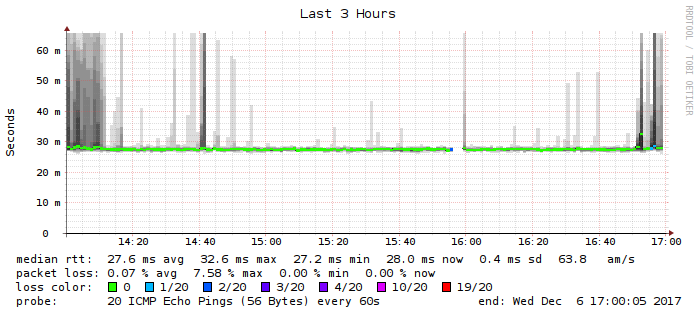 Last 3 Hours
RRDTOOL / TOBI OETIKER
Seconds
60 m
50 m
40 m
30 m
20 m
10 m
0
14:20 14:40 15:00 15:20 15:40 16:00 16:20 16:40 17:00
median rtt: 27.6 ms avg 32.6 ms max 27.2 ms min 28.0 ms now 0.4 ms sd 63.8 am/s
packet loss: 0.07 % avg 7.58 % max 0.00 % min 0.00 % now
loss color: 0 1/20 2/20 3/20 4/20 10/20 19/20
probe: 20 ICMP Echo Pings (56 Bytes) every 60s end: Wed Dec 6 17:00:05 2017